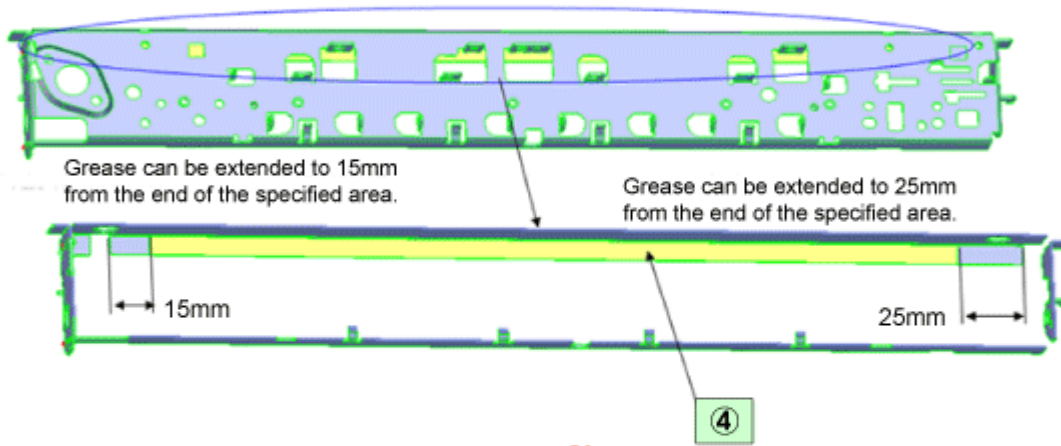 Grease can be extended to 15mm
from the end of the specified area.
Grease can be extended to 25mm
from the end of the specified area.
15mm
25mm
④